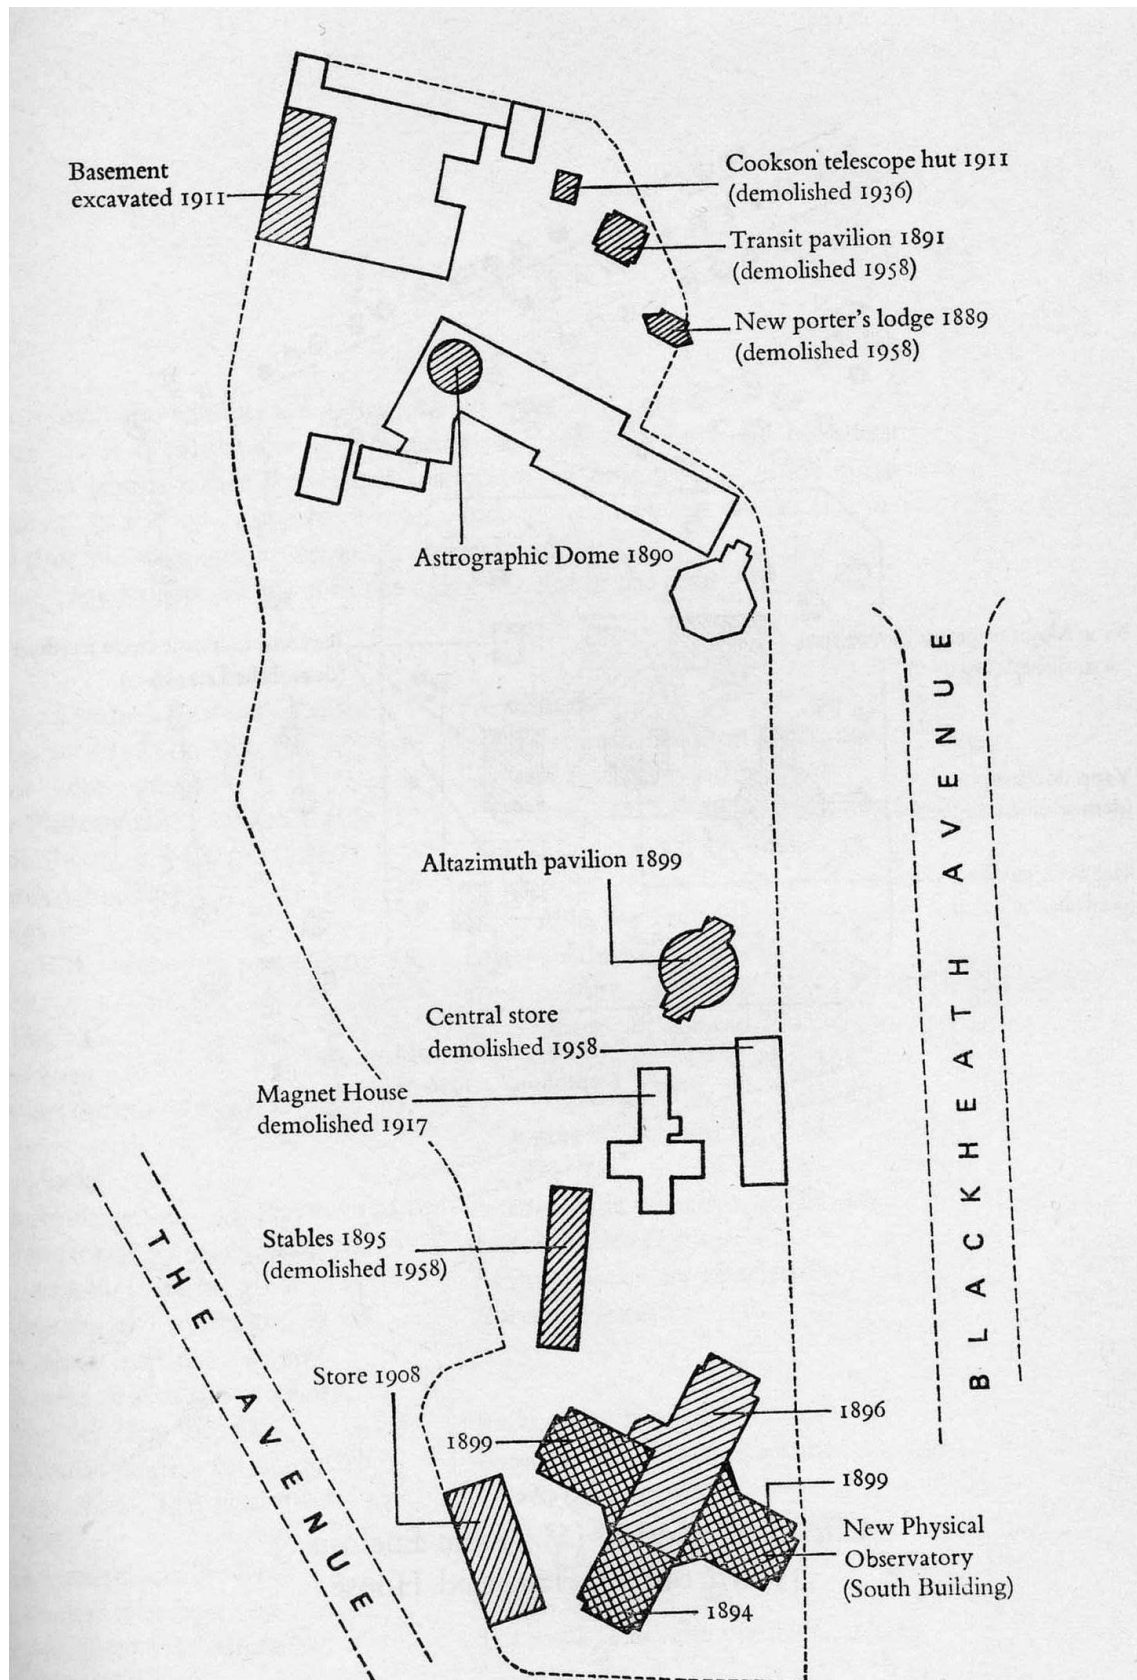 Basement
excavated 1911
Cookson telescope hut 1911
(demolished 1936)
Transit pavilion 1891
(demolished 1958)
New porter's lodge 1889
(demolished 1958)
Astrographic Dome 1890
BLACKHEATH AVENUE
Altazimuth pavilion 1899
Central store
demolished 1958
Magnet House
demolished 1917
Stables 1895
(demolished 1958)
THE AVENUE
Store 1908
1896
1899
1899
New Physical
Observatory
(South Building)
1894